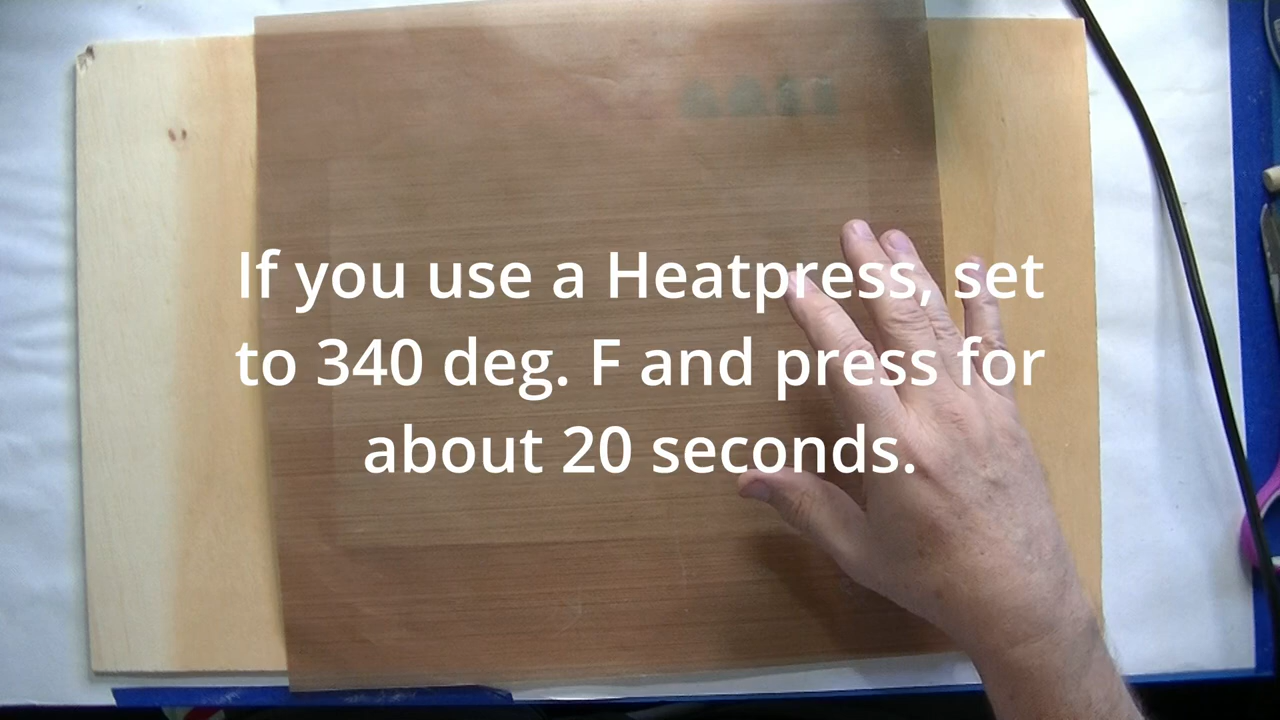 If you use a Heatpress, set
to 340 deg. F and press for
about 20 seconds.